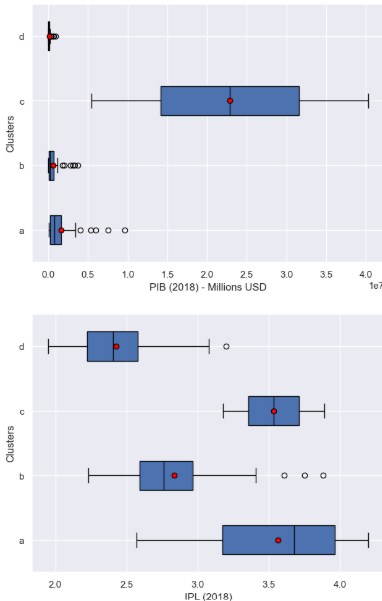 d
c
b
a
Clusters
0.0 0.5 1.0 1.5 2.0 2.5 3.0 3.5 4.0
1e7
PIB (2018) - Millions USD
d
c
b
a
Clusters
2.0 2.5 3.0 3.5 4.0
IPL (2018)